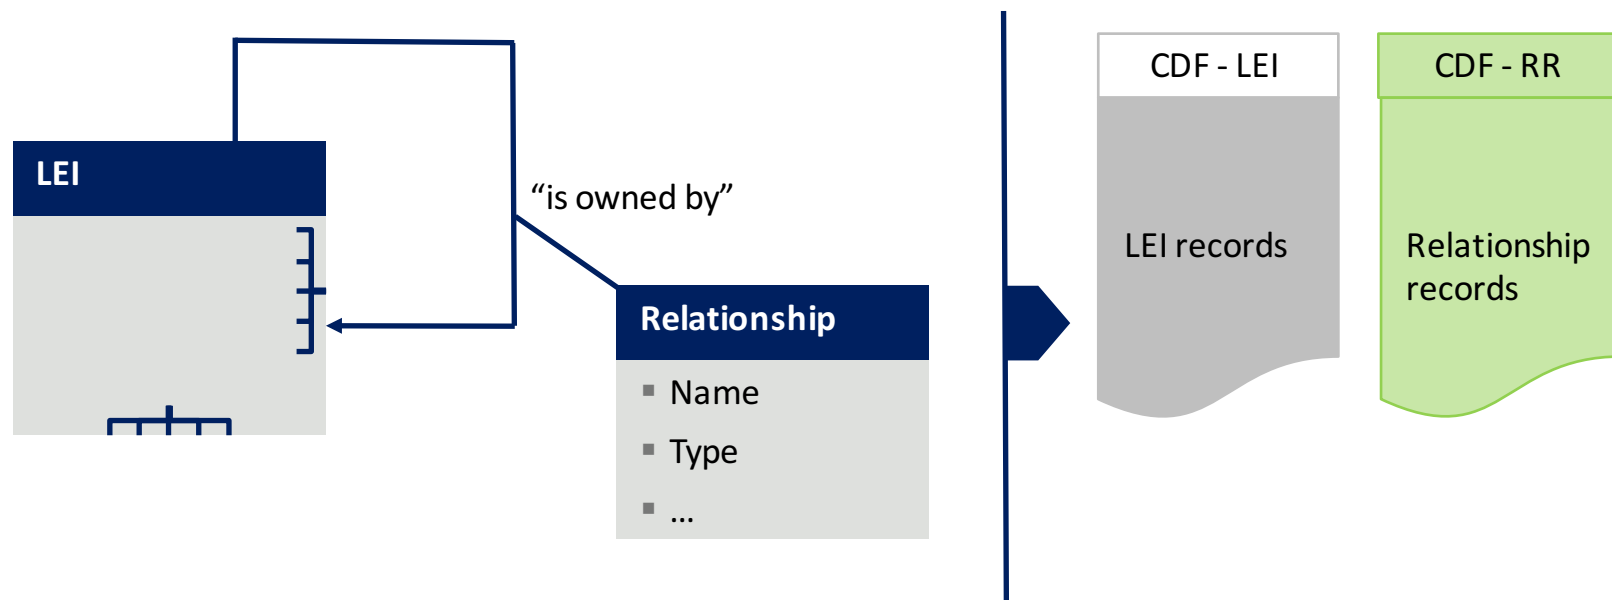 LEI
“is owned by”
Relationship
▪ Name
▪ Type
▪ ...
CDF - LEI
LEI records
CDF - RR
Relationship
records